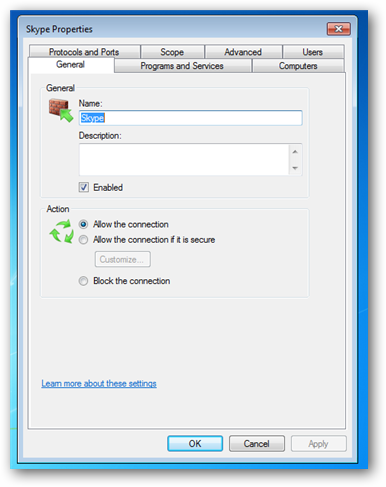 Skype Properties
Protocols and Ports Scope Advanced Users
General Programs and Services Computers
General
Name:
Skype
Description:
Enabled
Action
Allow the connection
Allow the connection if it is secure
Customize...
Block the connection
Learn more about these settings
OK Cancel Apply